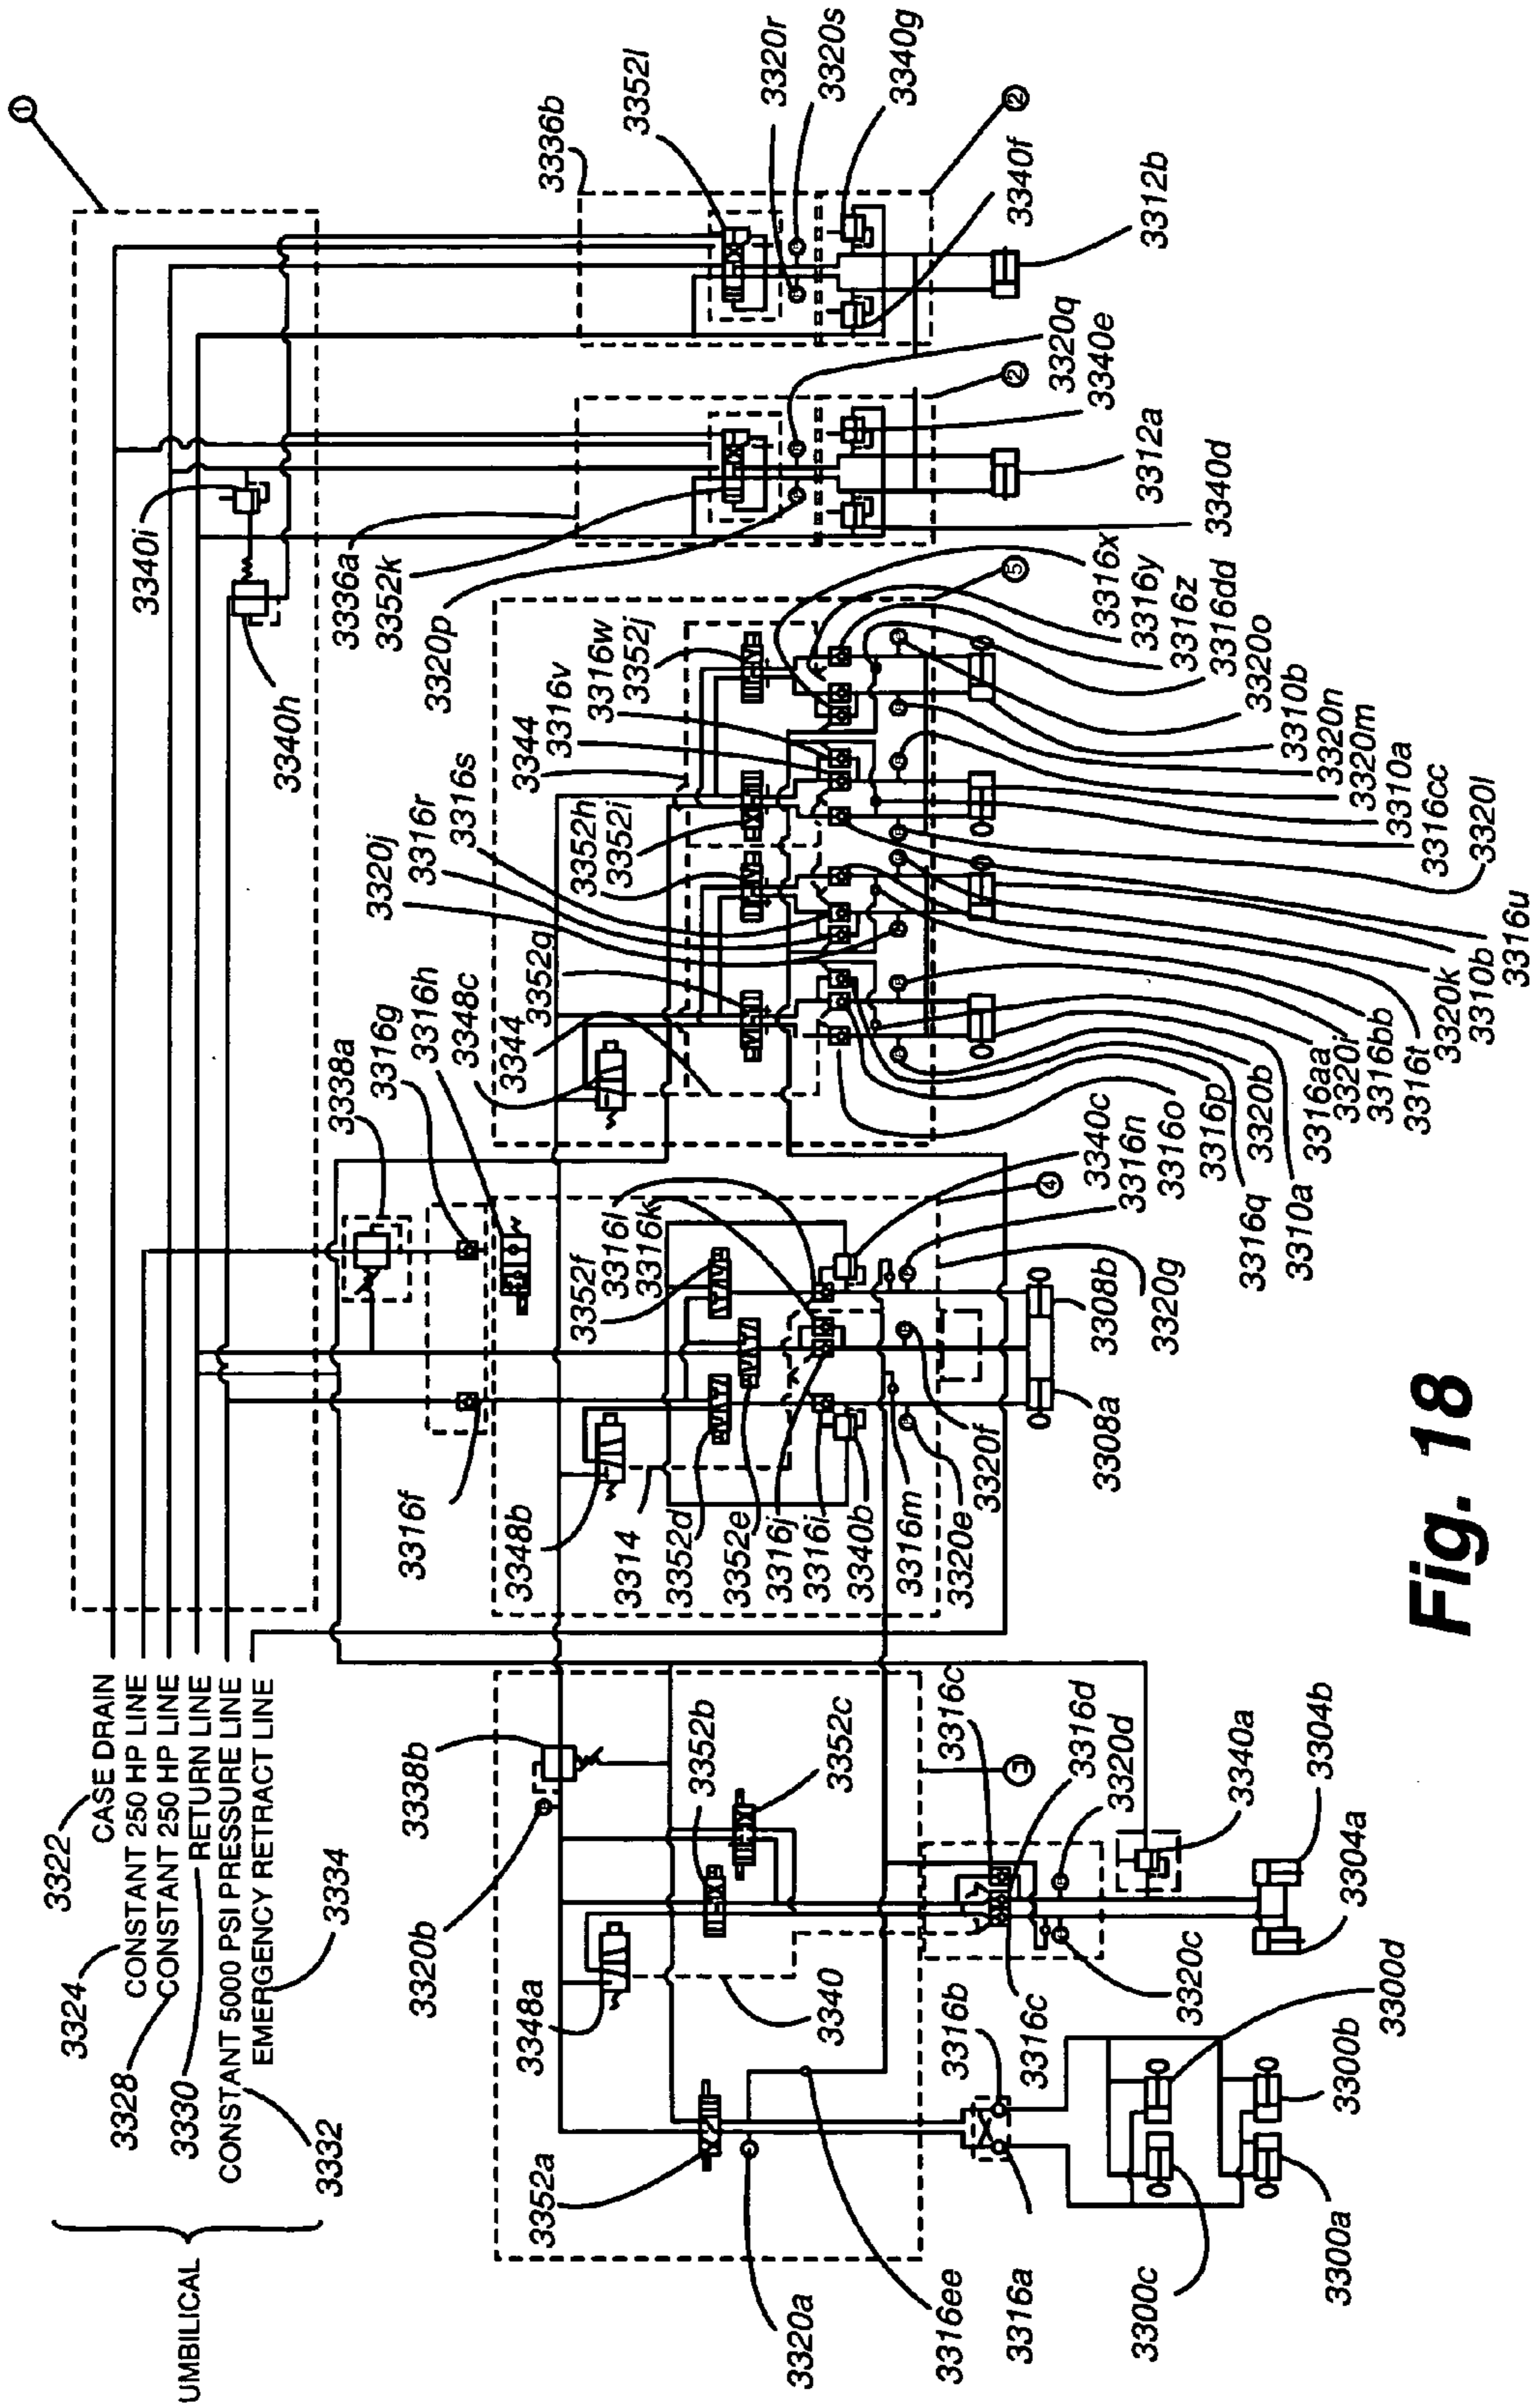 UMBILICAL
3322
CASE DRAIN
3324
CONSTANT 250 HP LINE
3328
CONSTANT 250 HP LINE
3330
RETURN LINE
CONSTANT 5000 PSI PRESSURE LINE
3332
EMERGENCY RETRACT LINE
3334
1
3340i
3340h
3336b
3352l
3320r
3320s
3340g
2
3340f
3312b
3336a
3352k
3320p
3320q
3340e
2
3312a
3340d
3338a
3316g
3316h
3348c
3344
3352g
3320j
3316r
3316s
3352h
3352i
3344
3316v
3316w
3352j
5
3316x
3316y
3316z
3316dd
3320o
3310b
3320n
3320m
3310a
3316cc
3320l
3316u
3310b
3320k
3316t
3316bb
3320i
3316aa
3310a
3320b
3316q
3316p
3316o
3316n
3340c
4
3316f
3348b
3314
3352d
3352e
3316j
3316i
3340b
3316m
3320e
3320f
3352f
3316l
3316k
3320g
3308b
3308a
3338b
3320b
3352b
3352c
3348a
3340
3352a
3320a
3316ee
3316a
3316b
3316c
3316c
3316d
3320d
3
3320c
3340a
3304b
3304a
3300d
3300b
3300c
3300a
Fig. 18